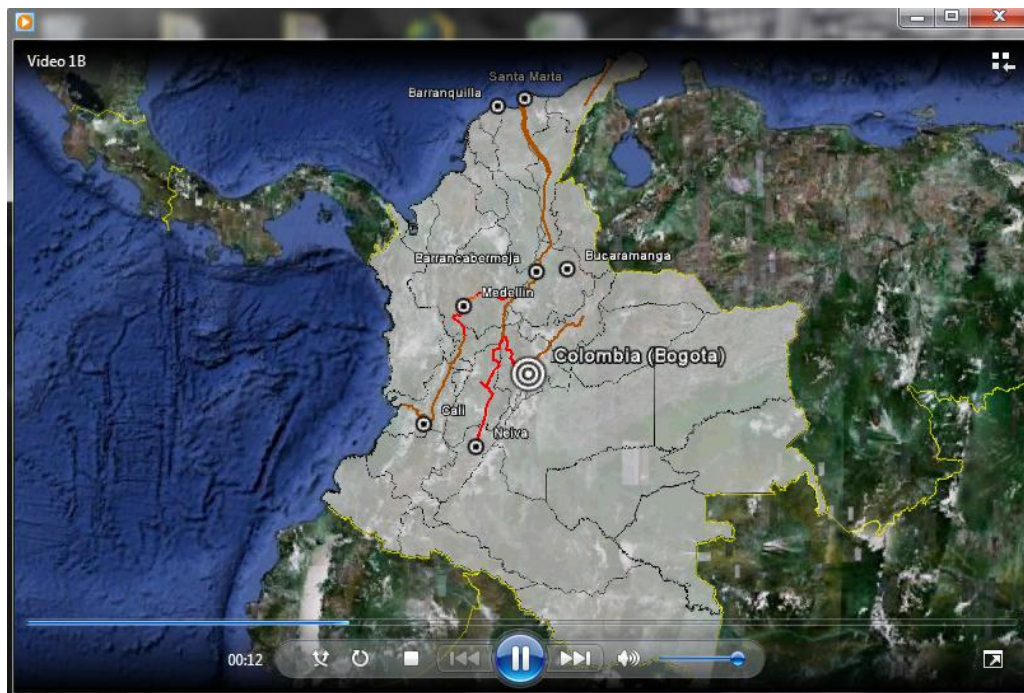 Video 1B
Santa Marta
Barranquilla
Barrancabermeja
Bucaramanga
Medellin
Colombia (Bogota)
Cali
Neiva
00:12